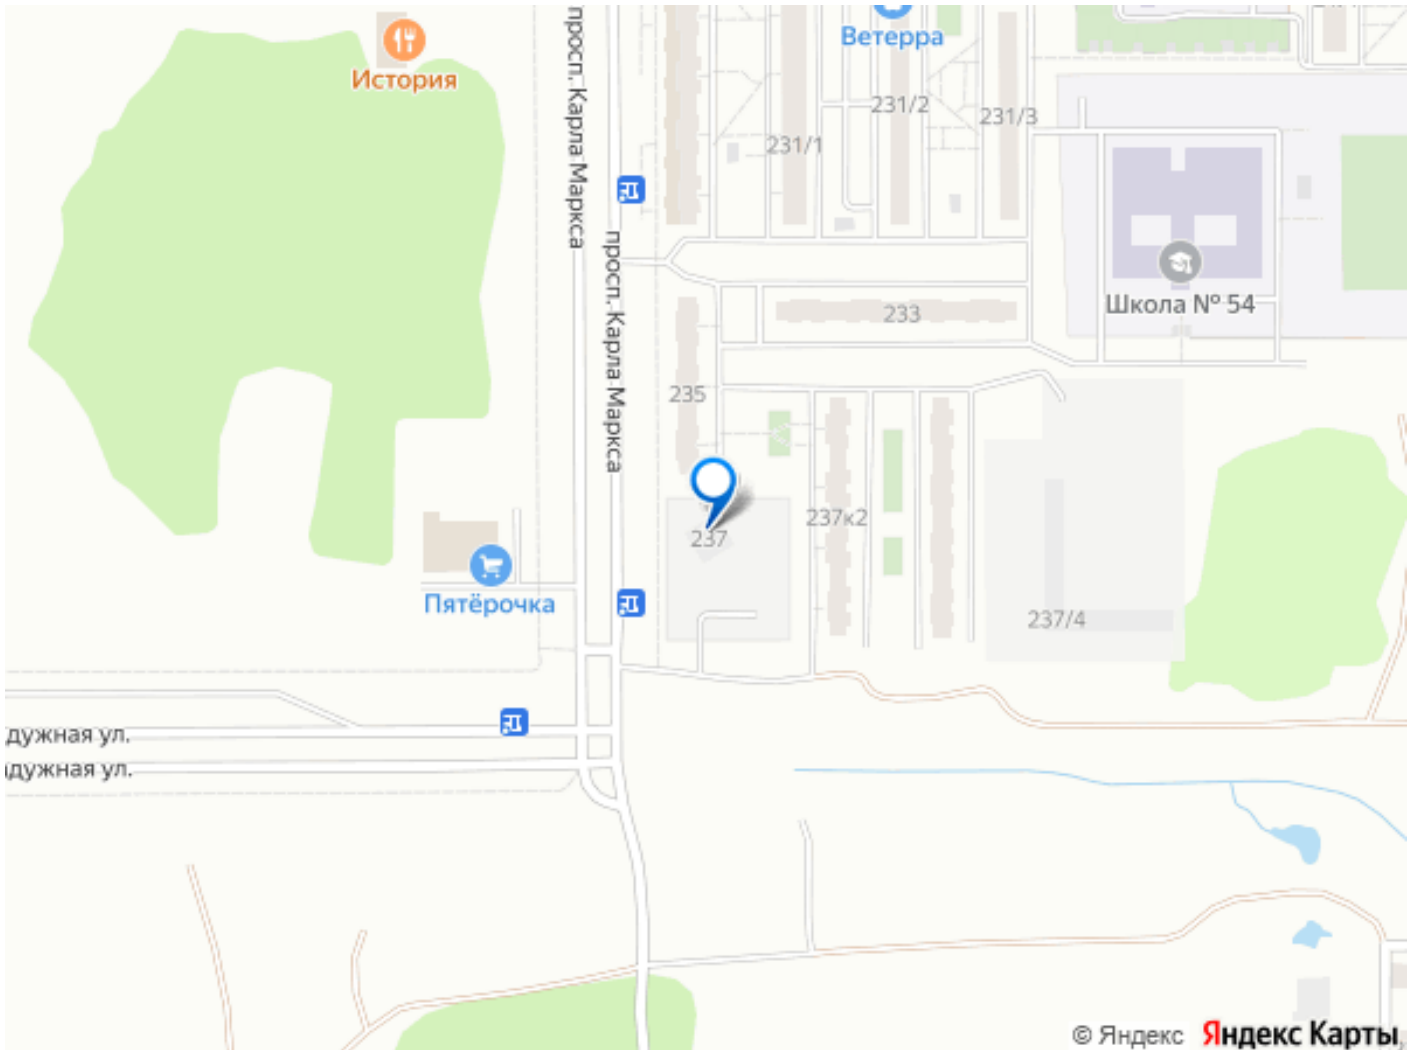 История
просп. Карла Маркса
Ветерра
231/1
231/2
231/3
просп. Карла Маркса
Школа № 54
233
235
237
237к2
237/4
Пятёрочка
дужная ул.
дужная ул.
© Яндекс Яндекс Карты